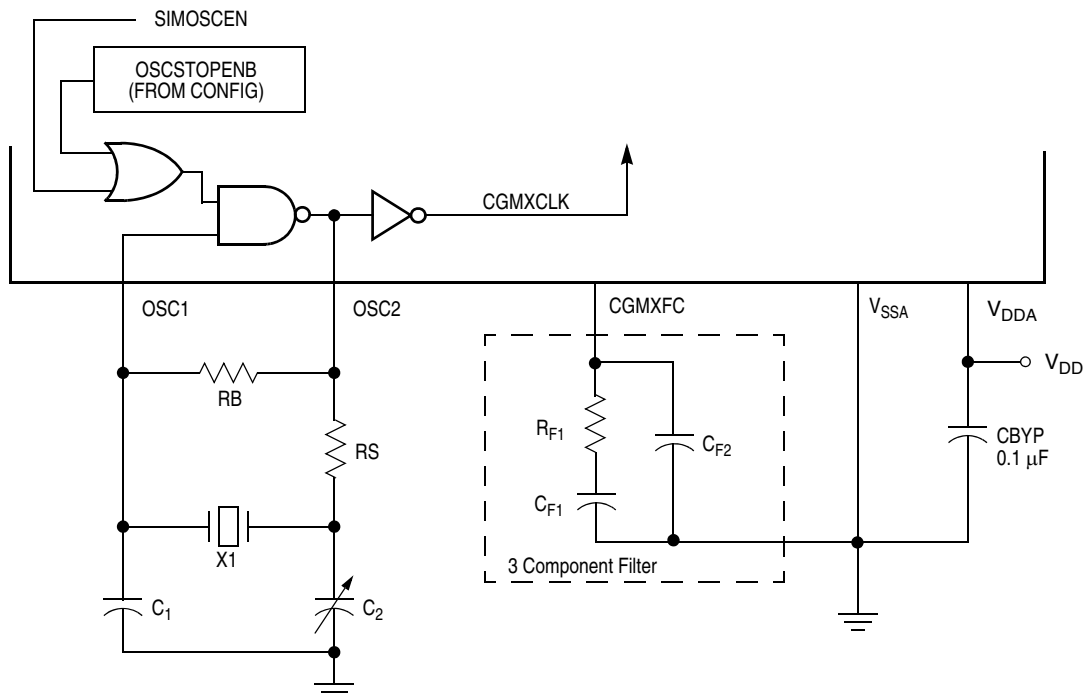 SIMOSCEN
OSCSTOPENB
(FROM CONFIG)
CGMXCLK
OSC1
OSC2
CGMXFC
VSSA
VDDA
VDD
RB
RS
RF1
CF2
CBYP
0.1 µF
CF1
X1
3 Component Filter
C1
C2